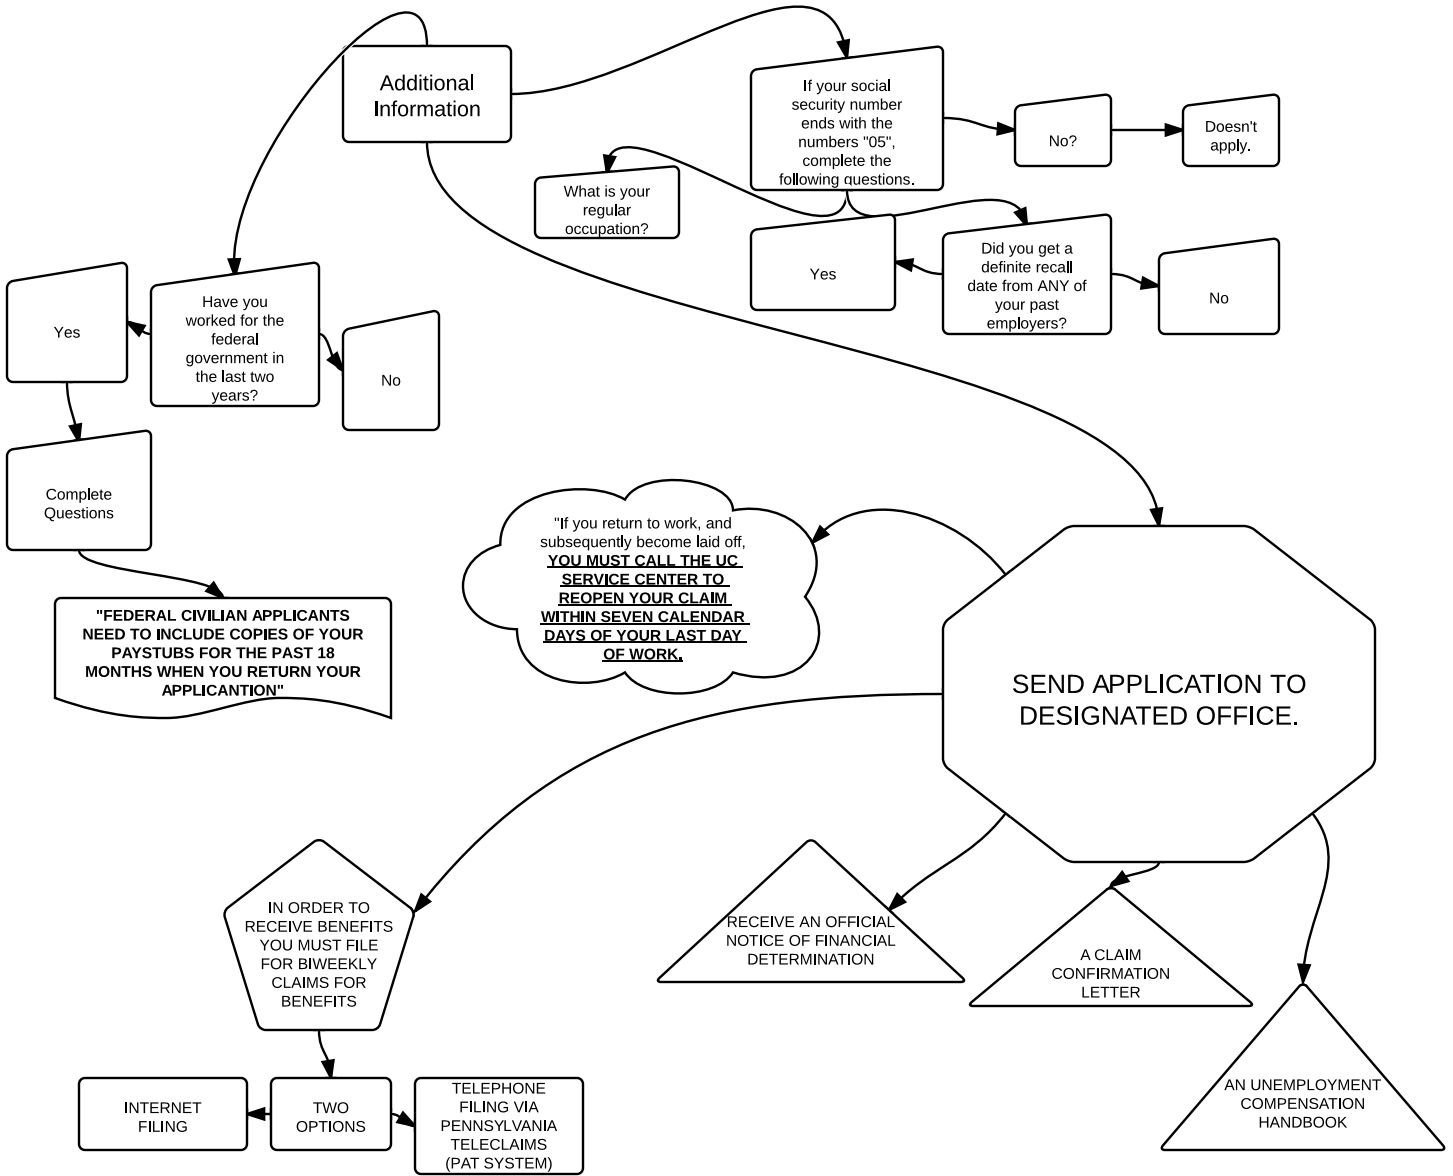 Additional
Information
If your social
security number
ends with the
numbers "05",
complete the
following questions.
No?
Doesn't
apply.
What is your
regular
occupation?
Yes
Did you get a
definite recall
date from ANY of
your past
employers?
No
Yes
Have you
worked for the
federal
government in
the last two
years?
No
Complete
Questions
"FEDERAL CIVILIAN APPLICANTS
NEED TO INCLUDE COPIES OF YOUR
PAYSTUBS FOR THE PAST 18
MONTHS WHEN YOU RETURN YOUR
APPLICANTION"
"If you return to work, and
subsequently become laid off,
YOU MUST CALL THE UC
SERVICE CENTER TO
REOPEN YOUR CLAIM
WITHIN SEVEN CALENDAR
DAYS OF YOUR LAST DAY
OF WORK.
SEND APPLICATION TO
DESIGNATED OFFICE.
IN ORDER TO
RECEIVE BENEFITS
YOU MUST FILE
FOR BIWEEKLY
CLAIMS FOR
BENEFITS
RECEIVE AN OFFICIAL
NOTICE OF FINANCIAL
DETERMINATION
A CLAIM
CONFIRMATION
LETTER
AN UNEMPLOYMENT
COMPENSATION
HANDBOOK
INTERNET
FILING
TWO
OPTIONS
TELEPHONE
FILING VIA
PENNSYLVANIA
TELECLAIMS
(PAT SYSTEM)